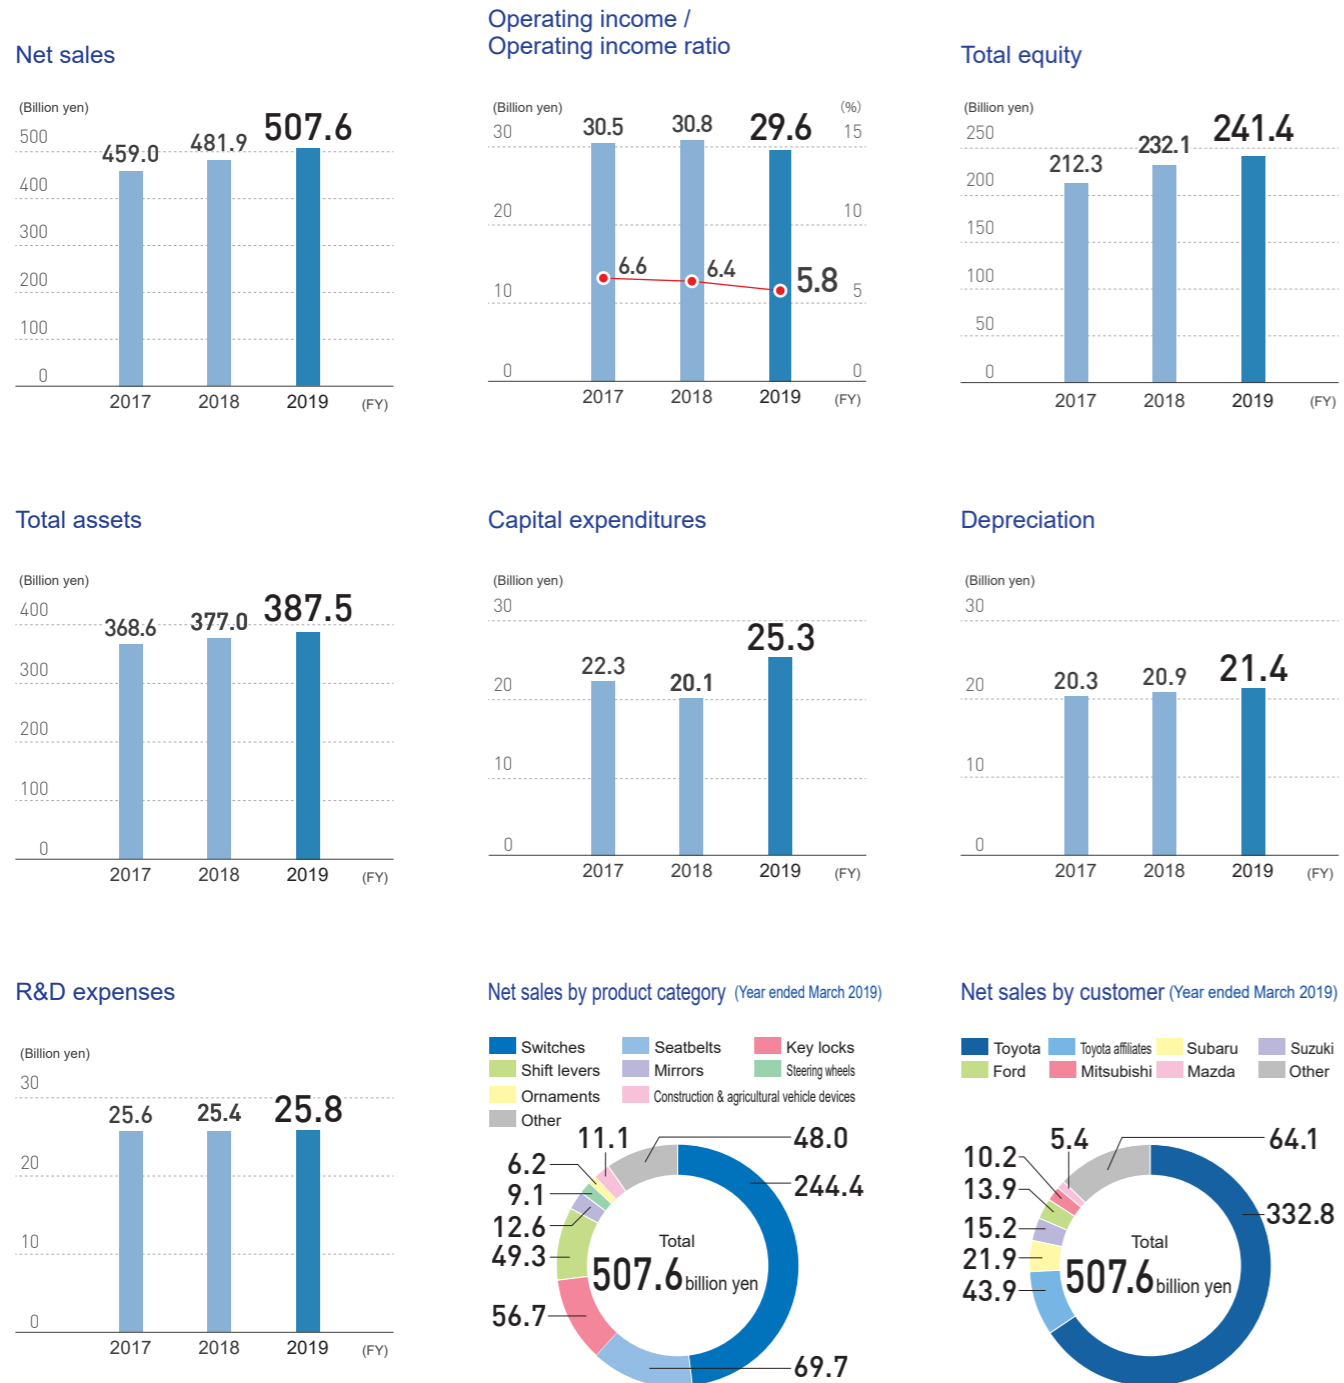 Net sales
(Billion yen)
500
400
300
200
100
0
459.0
481.9
507.6
2017
2018
2019
(FY)
Operating income /
Operating income ratio
(Billion yen)
(%)
30
20
10
0
15
10
5
0
30.5
30.8
29.6
6.6
6.4
5.8
2017
2018
2019
(FY)
Total equity
(Billion yen)
250
200
150
100
50
0
212.3
232.1
241.4
2017
2018
2019
(FY)
Total assets
(Billion yen)
400
300
200
100
0
368.6
377.0
387.5
2017
2018
2019
(FY)
Capital expenditures
(Billion yen)
30
20
10
0
22.3
20.1
25.3
2017
2018
2019
(FY)
Depreciation
(Billion yen)
30
20
10
0
20.3
20.9
21.4
2017
2018
2019
(FY)
R&D expenses
(Billion yen)
30
20
10
0
25.6
25.4
25.8
2017
2018
2019
(FY)
Net sales by product category (Year ended March 2019)
Switches
Seatbelts
Key locks
Shift levers
Mirrors
Steering wheels
Ornaments
Construction & agricultural vehicle devices
Other
11.1
48.0
6.2
244.4
9.1
12.6
49.3
56.7
69.7
Total
507.6 billion yen
Net sales by customer (Year ended March 2019)
Toyota
Toyota affiliates
Subaru
Suzuki
Ford
Mitsubishi
Mazda
Other
5.4
64.1
10.2
13.9
332.8
15.2
21.9
43.9
Total
507.6 billion yen